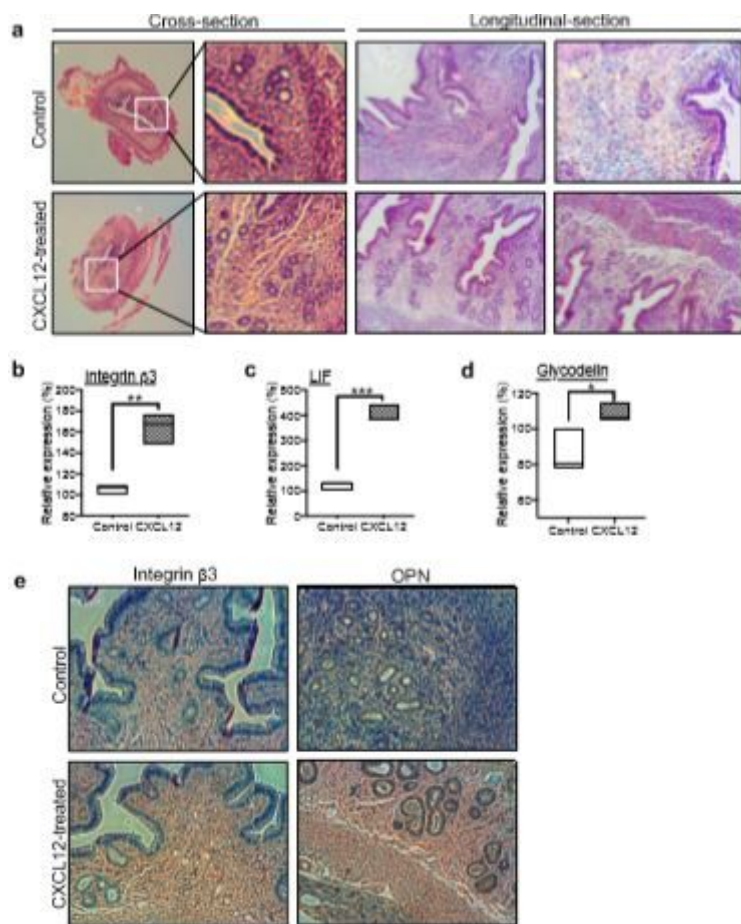 Cross-section Longitudinal-section
a
Control
CXCL12-treated
b Integrin β3
Relative expression (%)
200
180
160
140
120
100
80
**
Control CXCL12
c LIF
Relative expression (%)
500
400
300
200
100
0
***
Control CXCL12
d Glycodelin
Relative expression (%)
120
100
80
60
*
Control CXCL12
e
Integrin β3 OPN
Control
CXCL12-treated